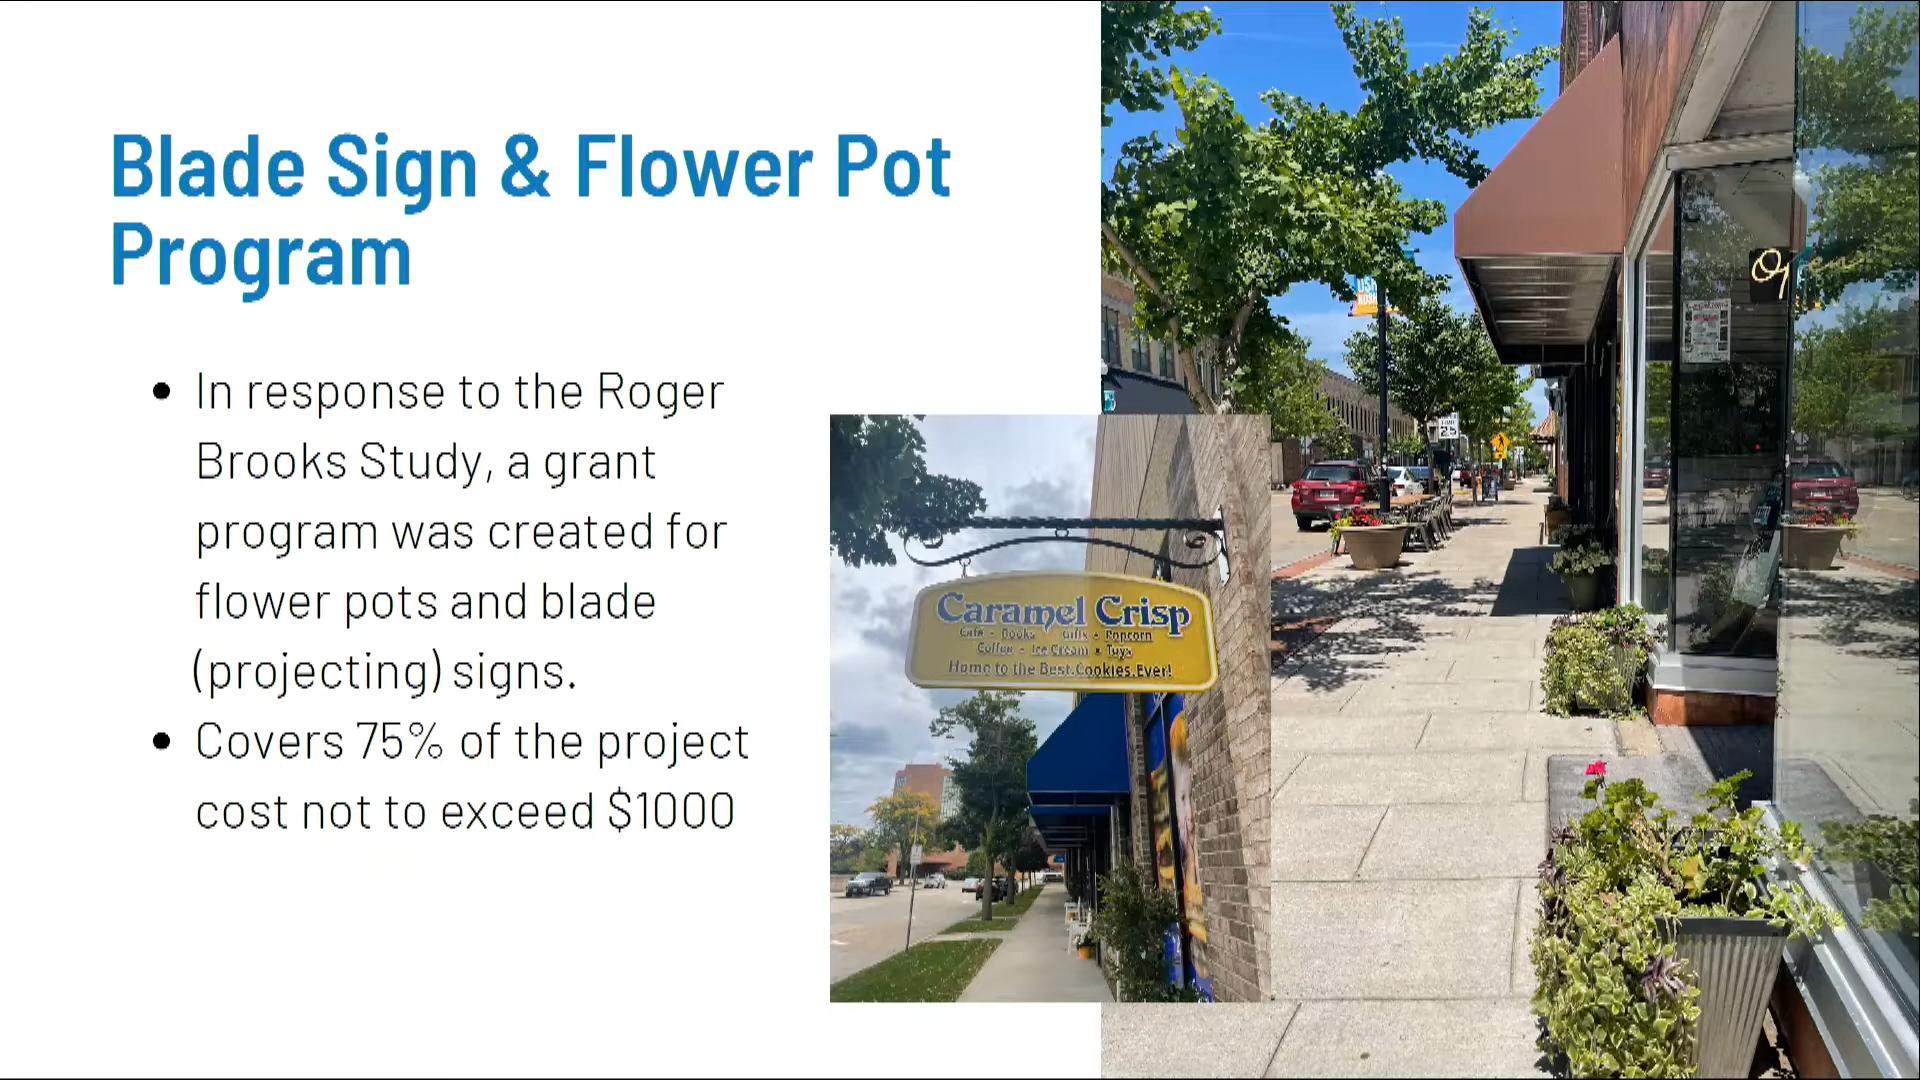 Blade Sign & Flower Pot
Program
• In response to the Roger
Brooks Study, a grant
program was created for
flower pots and blade
(projecting) signs.
• Covers 75% of the project
cost not to exceed $1000
Caramel Crisp
Cafe - Books Gifts • Popcorn
Coffee - Ice Cream • Toys
Home to the Best.Cookies.Ever!
25